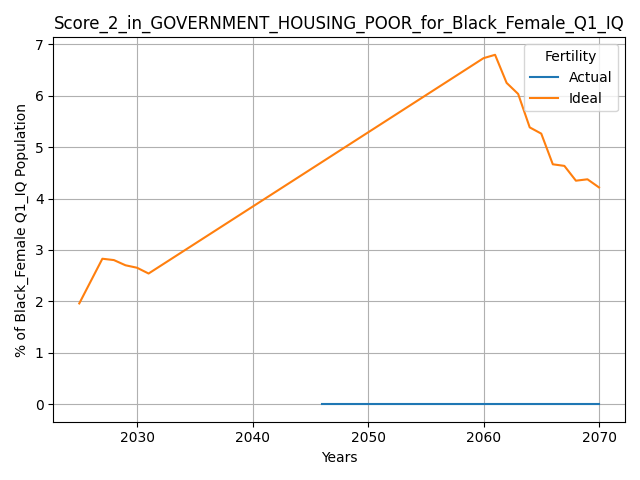 Score_2_in_GOVERNMENT_HOUSING_POOR_for_Black_Female_Q1_IQ
Fertility
Actual
Ideal
% of Black_Female Q1_IQ Population
7
6
5
4
3
2
1
0
2030 2040 2050 2060 2070
Years